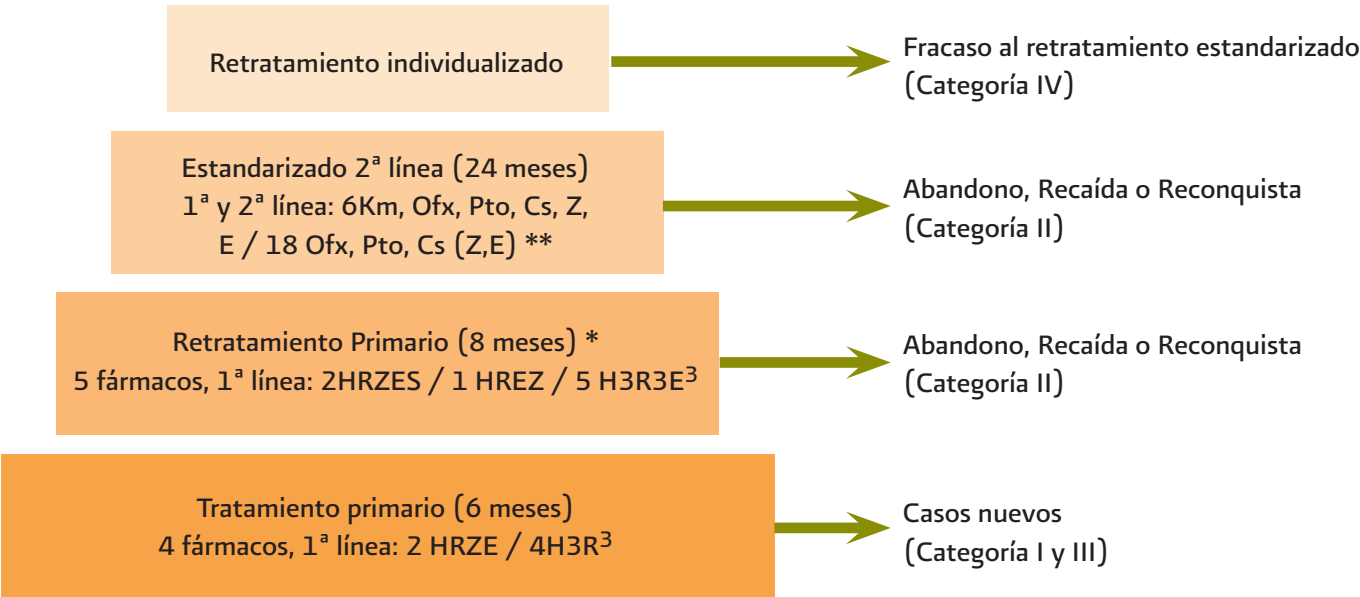 Retratamiento individualizado
Fracaso al retratamiento estandarizado
(Categoría IV)
Estandarizado 2ª línea (24 meses)
1ª y 2ª línea: 6Km, Ofx, Pto, Cs, Z,
E / 18 Ofx, Pto, Cs (Z,E) **
Abandono, Recaída o Reconquista
(Categoría II)
Retratamiento Primario (8 meses) *
5 fármacos, 1ª línea: 2HRZES / 1 HREZ / 5 H3R3E³
Abandono, Recaída o Reconquista
(Categoría II)
Tratamiento primario (6 meses)
4 fármacos, 1ª línea: 2 HRZE / 4H3R³
Casos nuevos
(Categoría I y III)